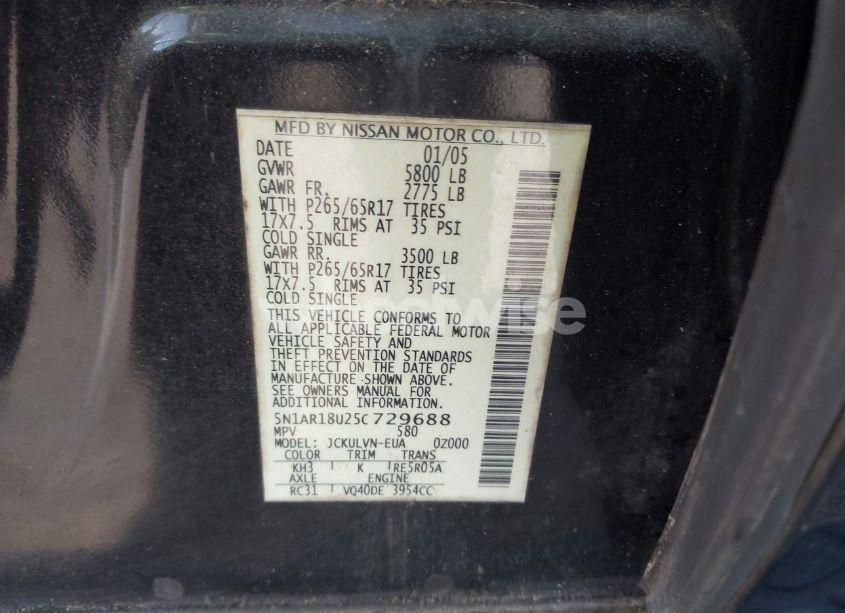 MFD BY NISSAN MOTOR CO., LTD.
DATE 01/05
GVWR 5800 LB
GAWR FR. 2775 LB
WITH P265/65R17 TIRES
17X7.5 RIMS AT 35 PSI
COLD SINGLE
GAWR RR. 3500 LB
WITH P265/65R17 TIRES
17X7.5 RIMS AT 35 PSI
COLD SINGLE
THIS VEHICLE CONFORMS TO
ALL APPLICABLE FEDERAL MOTOR
VEHICLE SAFETY AND
THEFT PREVENTION STANDARDS
IN EFFECT ON THE DATE OF
MANUFACTURE SHOWN ABOVE.
SEE OWNERS MANUAL FOR
ADDITIONAL INFORMATION.
5N1AR18U25C729688
MPV 580
MODEL: JCKULVN-EUA 0Z000
COLOR TRIM TRANS
KH3 K RE5R05A
AXLE ENGINE
RC31 VQ40DE 3954CC